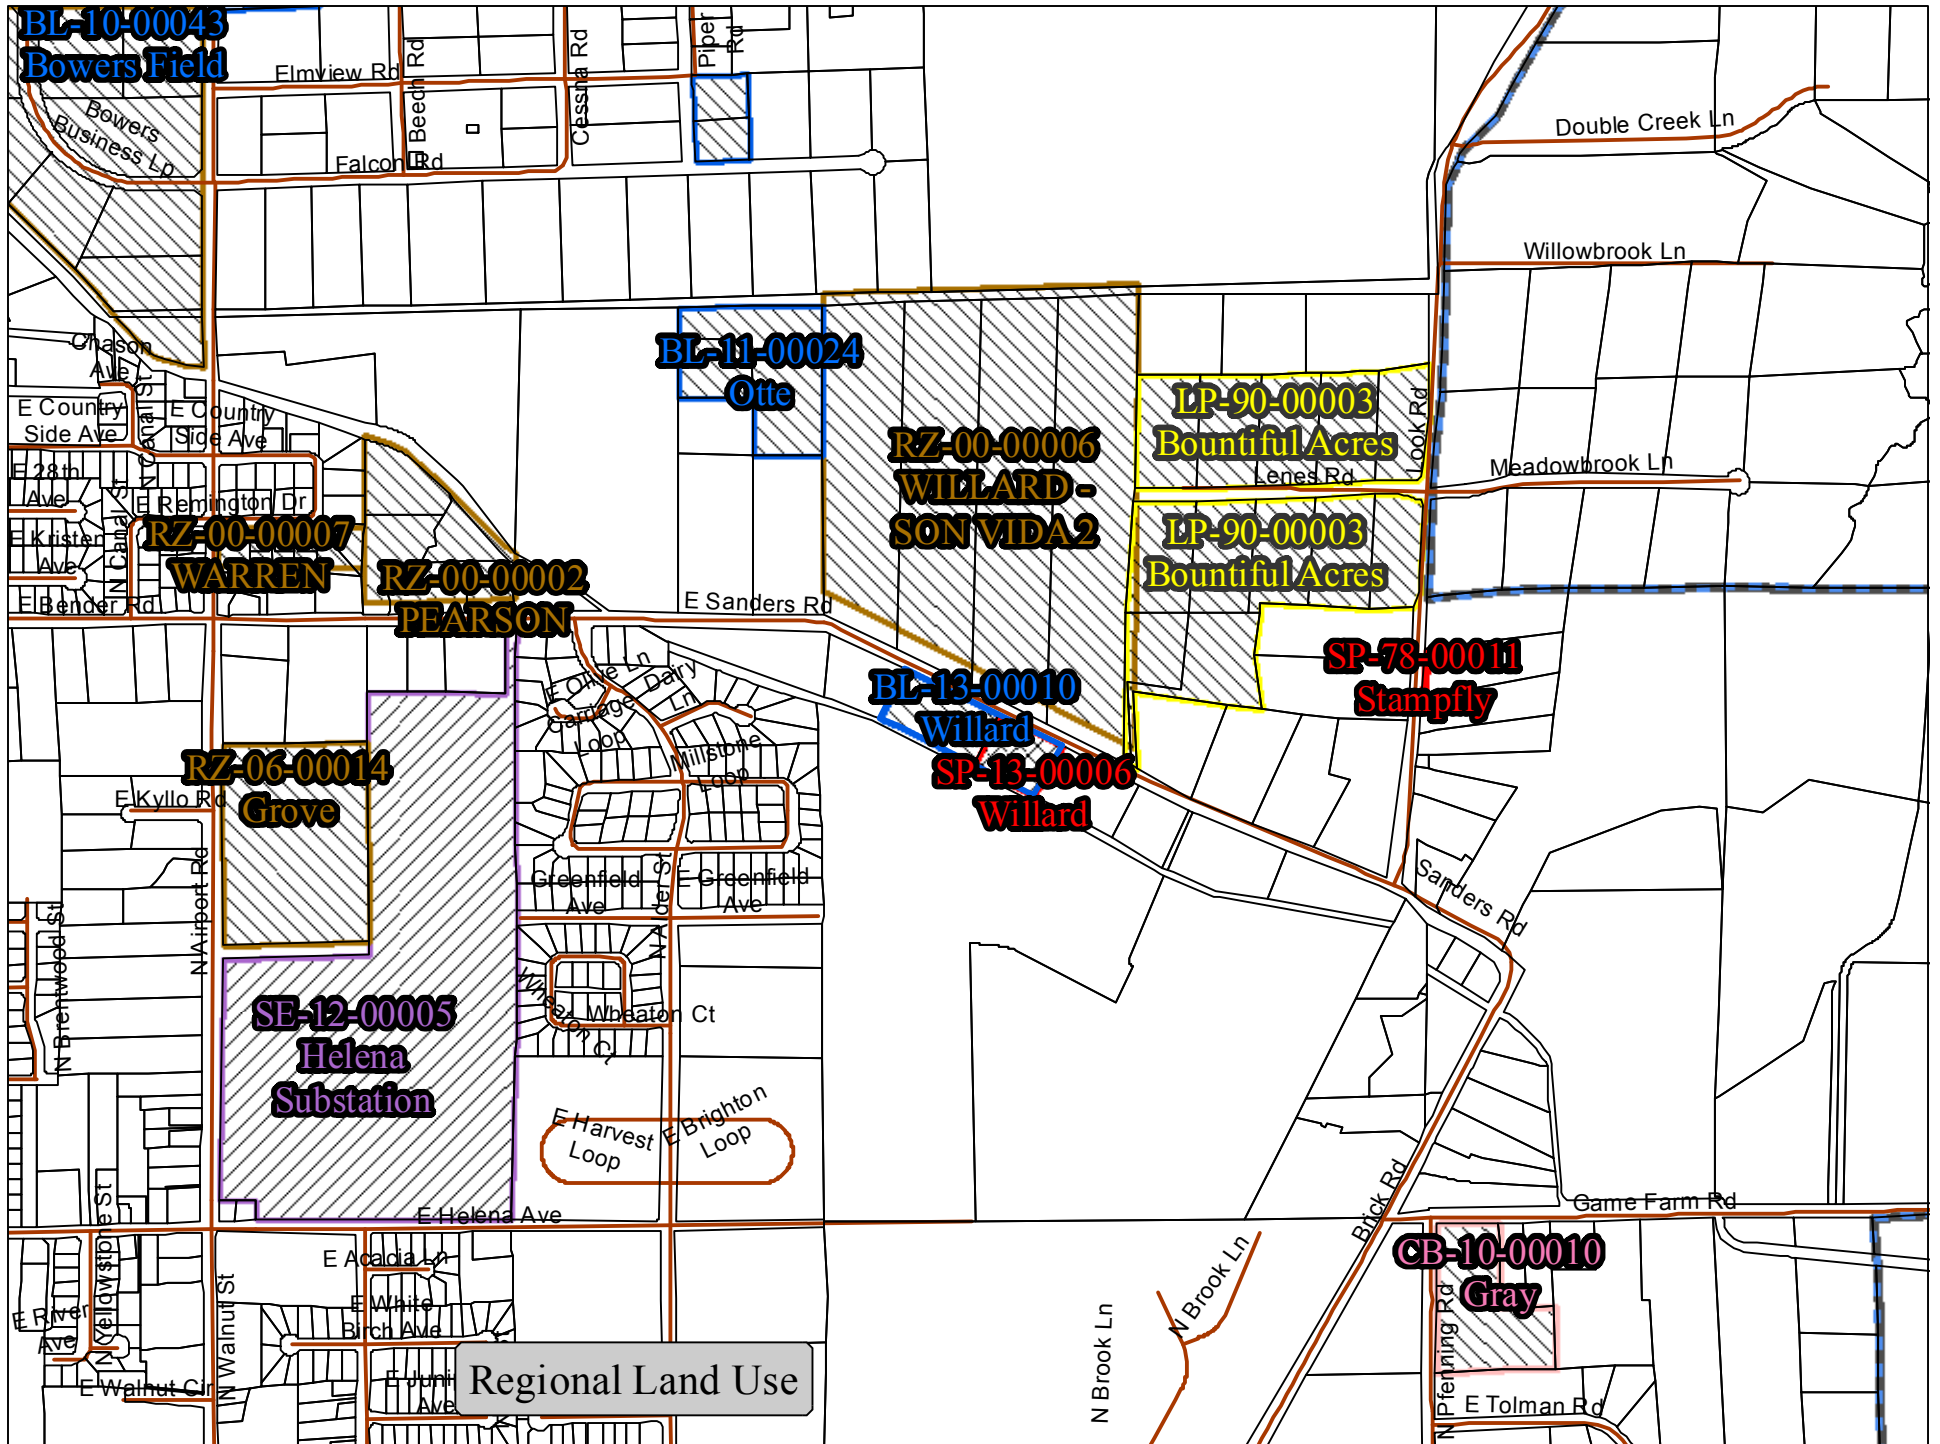 BL-10-00043
Bowers Field
Elmview Rd
E Beech Rd
Cessna Rd
Piper
Rd
Bowers
Business Lp
Falcon Rd
Double Creek Ln
Willowbrook Ln
Chason
Ave
E Country
Side Ave
N Canal St
E Country
Side Ave
BL-11-00024
Otte
RZ-00-00006
WILLARD -
SON VIDA 2
LP-90-00003
Bountiful Acres
Look Rd
Lenes Rd
Meadowbrook Ln
LP-90-00003
Bountiful Acres
E 28th
Ave
N Canal St
E Remington Dr
E Kristen
Ave
RZ-00-00007
WARREN
RZ-00-00002
PEARSON
E Bender Rd
E Sanders Rd
SP-78-00011
Stampfly
E Olive Ln
Dairy
Ln
Carriage
Loop
Millstone
Loop
BL-13-00010
Willard
SP-13-00006
Willard
RZ-06-00014
Grove
E Kyllo Rd
N Airport Rd
N Brentwood St
Greenfield
Ave
N Alder St
E Greenfield
Ave
Sanders Rd
Wheaton Ct
Wheaton Ct
SE-12-00005
Helena
Substation
E Harvest
Loop
E Brighton
Loop
E Helena Ave
Brick Rd
Game Farm Rd
CB-10-00010
Gray
N Pfenning Rd
E Tolman Rd
N Brook Ln
N Brook Ln
E Acacia Ln
E White
Birch Ave
N Yellowstone St
E River
Ave
N Walnut St
E Walnut Cir
E Juni
Ave
Regional Land Use